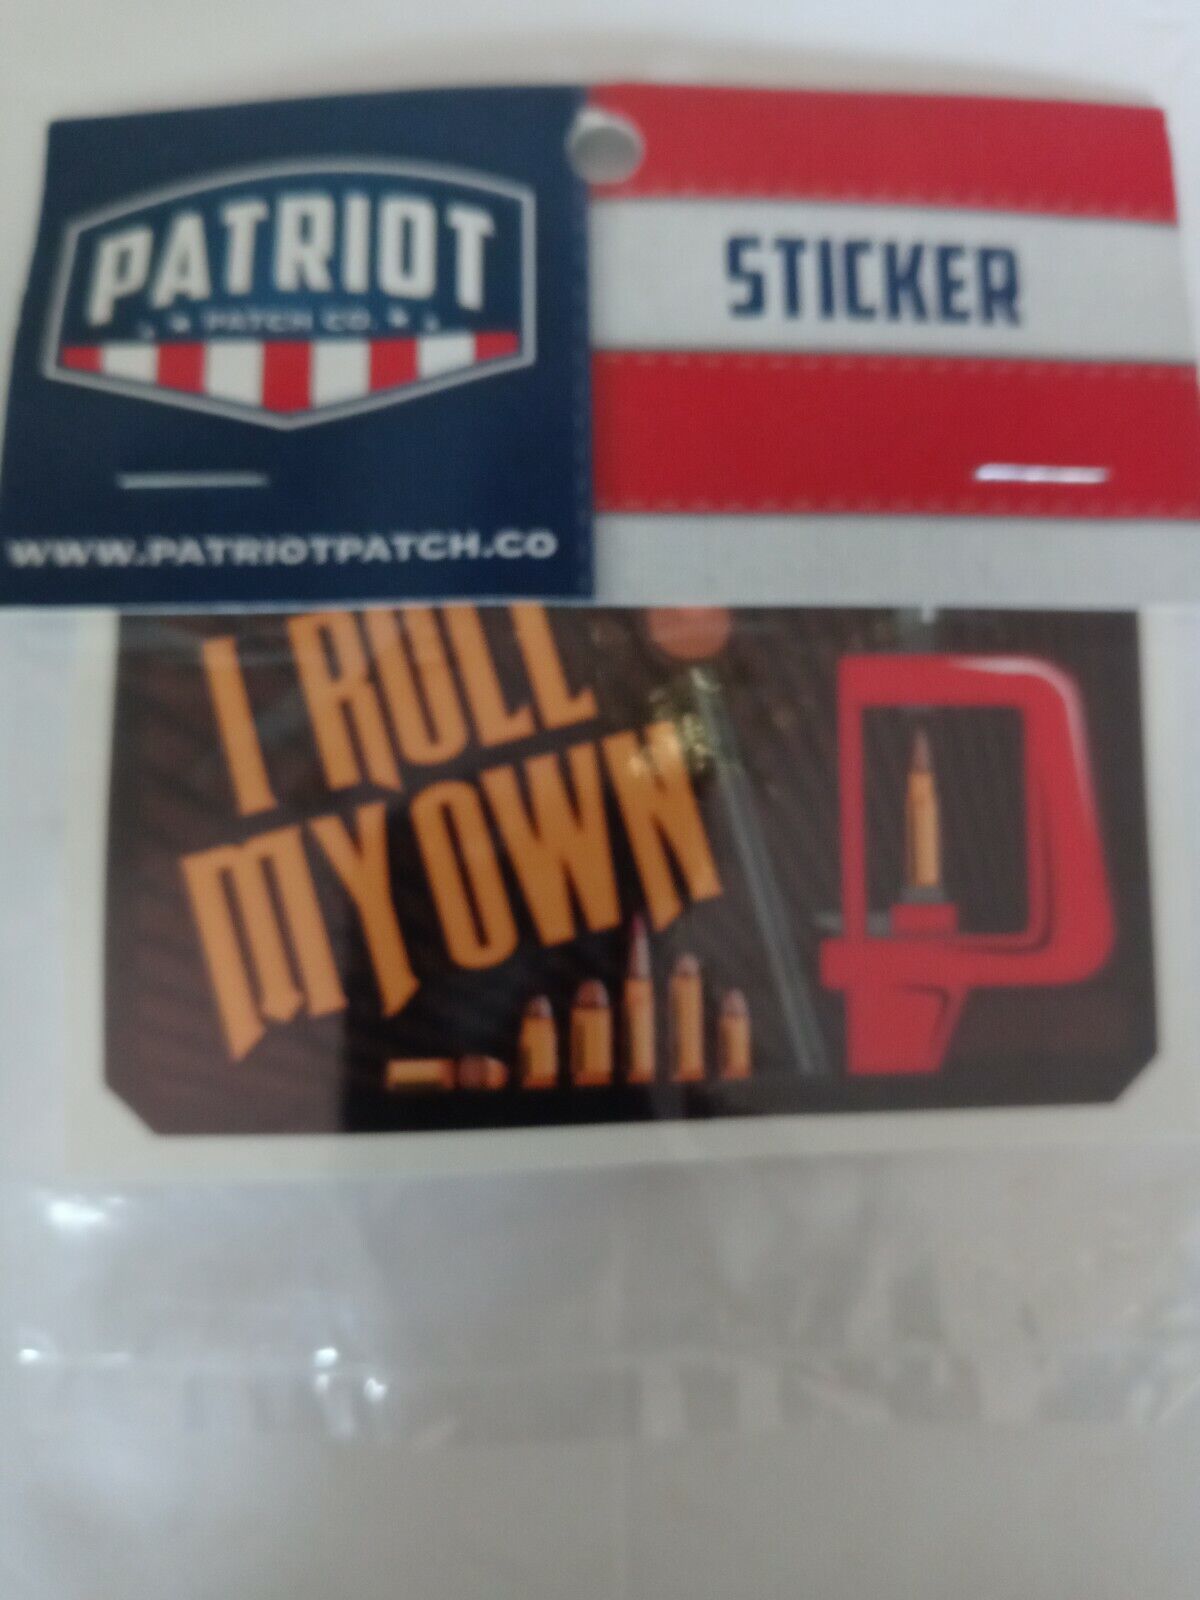 PATRIOT
PATCH CO.
STICKER
WWW.PATRIOTPATCH.CO
I ROLL
MY OWN